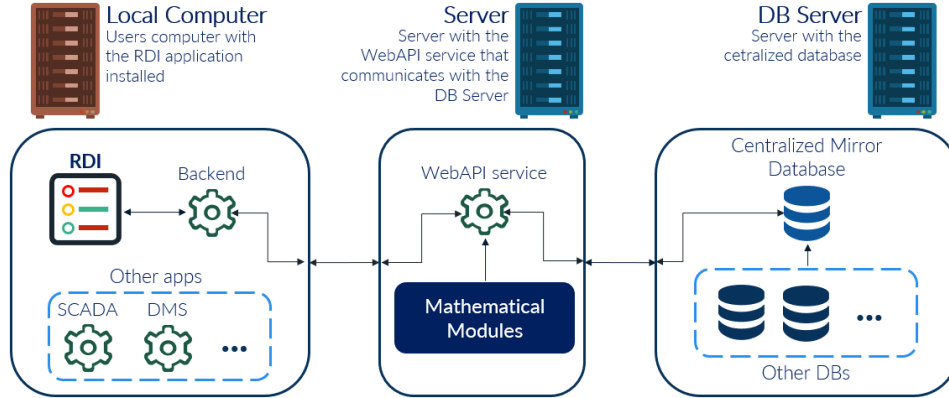 Local Computer
Users computer with
the RDI application
installed
Server
Server with the
WebAPI service that
communicates with the
DB Server
DB Server
Server with the
cetralized database
RDI
Backend
Other apps
SCADA
DMS
...
WebAPI service
Mathematical
Modules
Centralized Mirror
Database
...
Other DBs